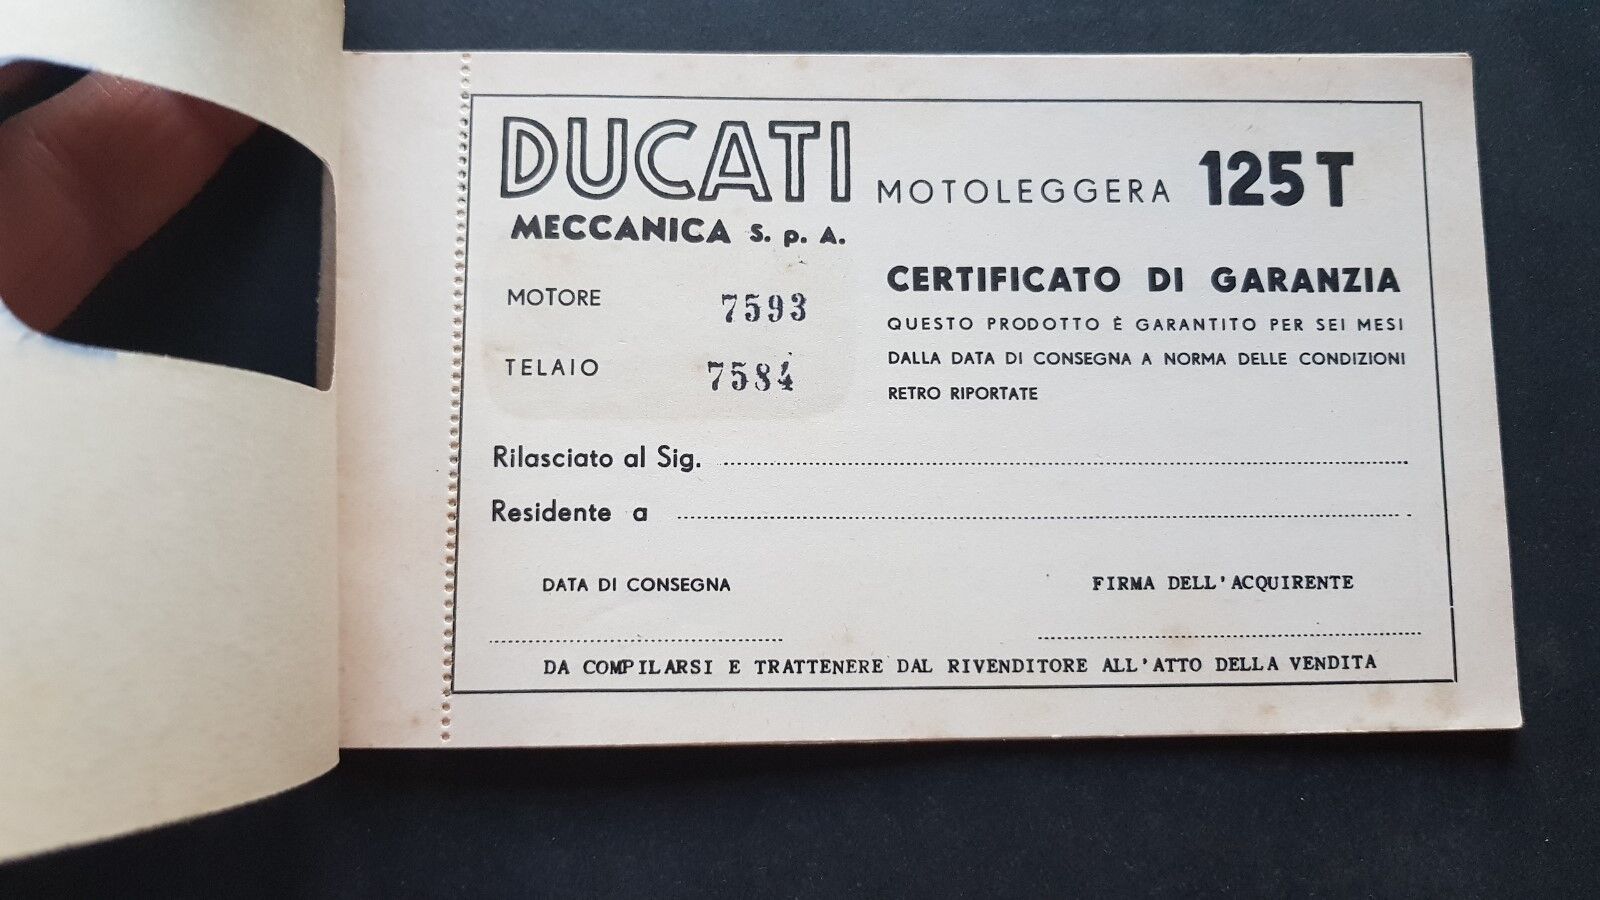 DUCATI MOTOLEGGERA 125 T
MECCANICA S. p. A.
MOTORE 7593
TELAIO 7584
CERTIFICATO DI GARANZIA
QUESTO PRODOTTO È GARANTITO PER SEI MESI
DALLA DATA DI CONSEGNA A NORMA DELLE CONDIZIONI
RETRO RIPORTATE
Rilasciato al Sig.
Residente a
DATA DI CONSEGNA FIRMA DELL'ACQUIRENTE
DA COMPILARSI E TRATTENERE DAL RIVENDITORE ALL'ATTO DELLA VENDITA